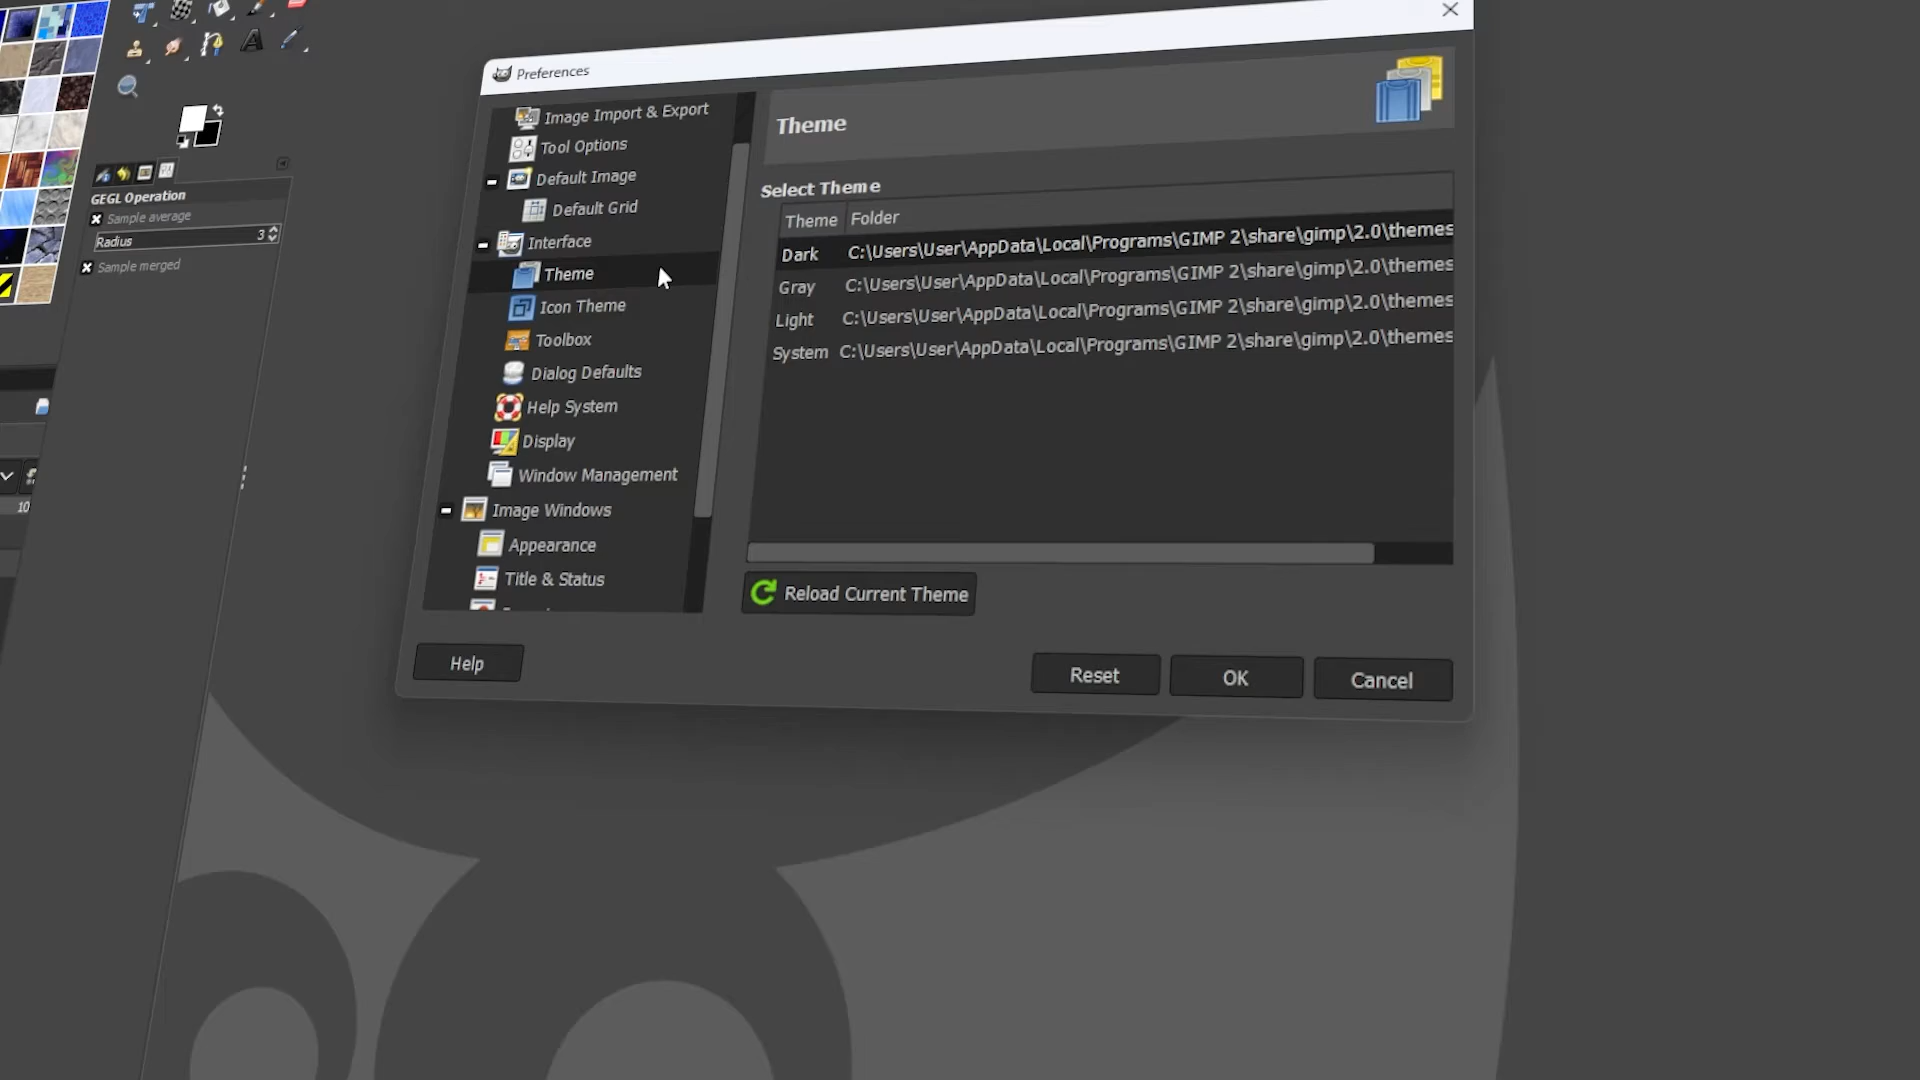 Preferences
Image Import & Export
Tool Options
Default Image
Default Grid
Interface
Theme
Icon Theme
Toolbox
Dialog Defaults
Help System
Display
Window Management
Image Windows
Appearance
Title & Status
Theme
Select Theme
Theme Folder
Dark C:\Users\User\AppData\Local\Programs\GIMP 2\share\gimp\2.0\themes
Gray C:\Users\User\AppData\Local\Programs\GIMP 2\share\gimp\2.0\themes
Light C:\Users\User\AppData\Local\Programs\GIMP 2\share\gimp\2.0\themes
System C:\Users\User\AppData\Local\Programs\GIMP 2\share\gimp\2.0\themes
Reload Current Theme
Help
Reset
OK
Cancel
GEGL Operation
Sample average
Radius 3
Sample merged
10